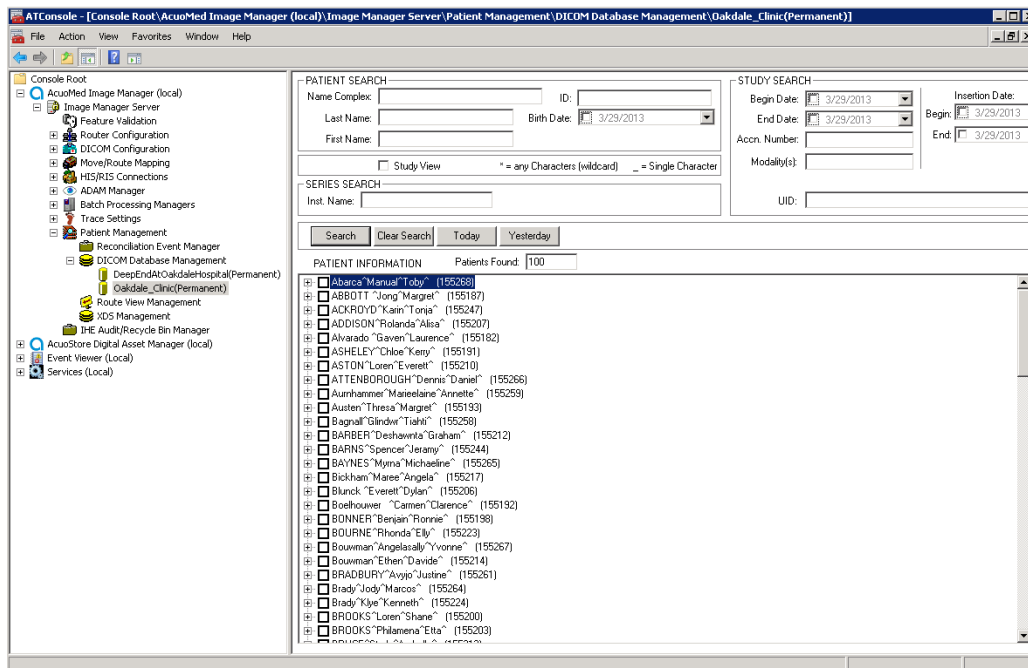 ATConsole - [Console Root\AcuoMed Image Manager (local)\Image Manager Server\Patient Management\DICOM Database Management\Oakdale_Clinic(Permanent)]
File Action View Favorites Window Help
Console Root
AcuoMed Image Manager (local)
Image Manager Server
Feature Validation
Router Configuration
DICOM Configuration
Move/Route Mapping
HIS/RIS Connections
ADAM Manager
Batch Processing Managers
Trace Settings
Patient Management
Reconciliation Event Manager
DICOM Database Management
DeepEndAtOakdaleHospital(Permanent)
Oakdale_Clinic(Permanent)
Route View Management
XDS Management
IHE Audit/Recycle Bin Manager
AcuoStore Digital Asset Manager (local)
Event Viewer (Local)
Services (Local)
PATIENT SEARCH
Name Complex: ID:
Last Name: Birth Date: 3/29/2013
First Name:
Study View * = any Characters (wildcard) _ = Single Character
SERIES SEARCH
Inst. Name:
STUDY SEARCH
Begin Date: 3/29/2013
End Date: 3/29/2013
Accn. Number:
Modality(s):
Insertion Date:
Begin: 3/29/2013
End: 3/29/2013
UID:
Search Clear Search Today Yesterday
PATIENT INFORMATION Patients Found: 100
Abarca^Manual^Toby^ (155268)
ABBOTT ^Jong^Margret^ (155187)
ACKROYD^Karin^Tonja^ (155247)
ADDISON^Rolanda^Alisa^ (155207)
Alvarado ^Gaven^Laurence^ (155182)
ASHELEY^Chloe^Kerry^ (155191)
ASTON^Loren^Everett^ (155210)
ATTENBOROUGH^Dennis^Daniel^ (155266)
Aurnhammer^Marieelaine^Annette^ (155259)
Austen^Thresa^Margret^ (155193)
Bagnall^Glindwr^Tiahti^ (155258)
BARBER^Deshawnta^Graham^ (155212)
BARNS^Spencer^Jeramy^ (155244)
BAYNES^Myrna^Michaeline^ (155265)
Bickham^Maree^Angela^ (155217)
Blunck ^Everett^Dylan^ (155206)
Boelhouwer ^Carmen^Clarence^ (155192)
BONNER^Benjain^Ronnie^ (155198)
BOURNE^Rhonda^Elly^ (155223)
Bouwman^Angelasally^Yvonne^ (155267)
Bouwman^Ethen^Davide^ (155214)
BRADBURY^Avyjo^Justine^ (155261)
Brady^Jody^Marcos^ (155264)
Brady^Klye^Kenneth^ (155224)
BROOKS^Loren^Shane^ (155200)
BROOKS^Philamena^Etta^ (155203)